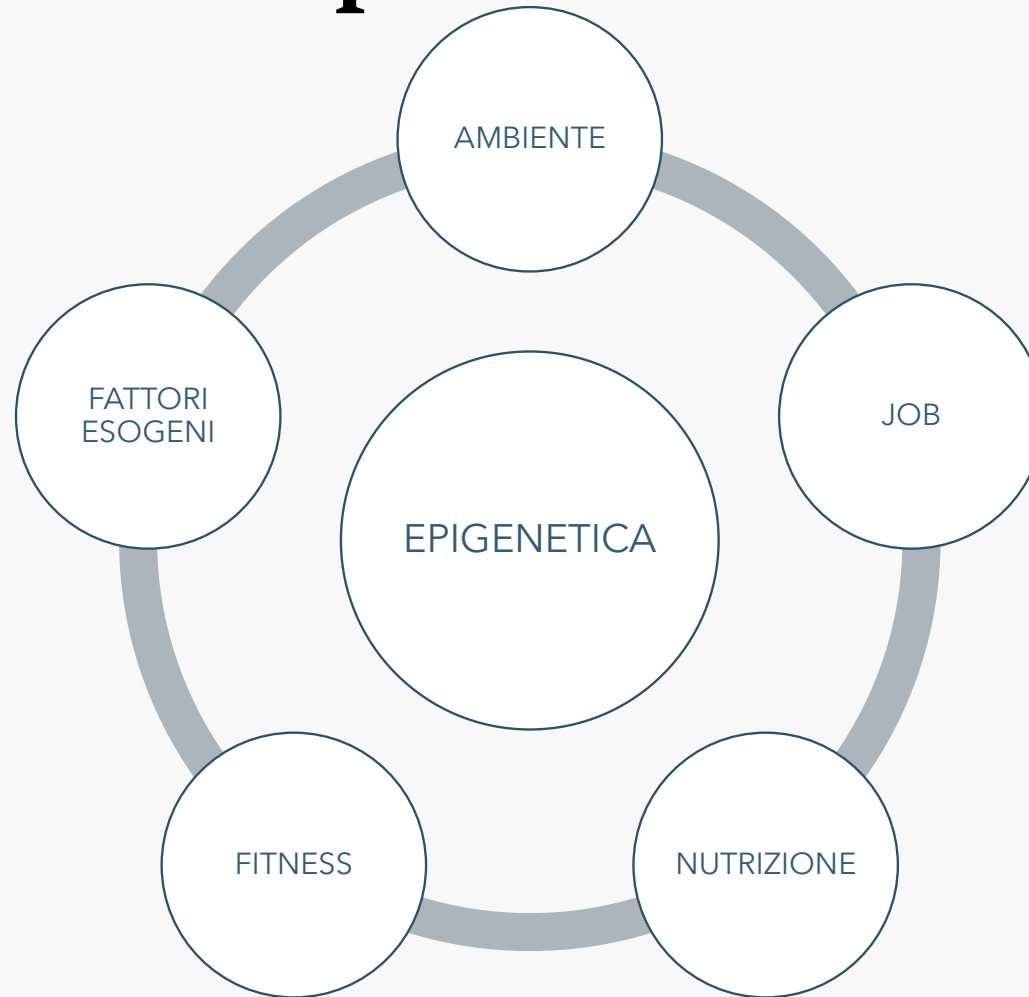 AMBIENTE
FATTORI
ESOGENI
JOB
EPIGENETICA
FITNESS
NUTRIZIONE